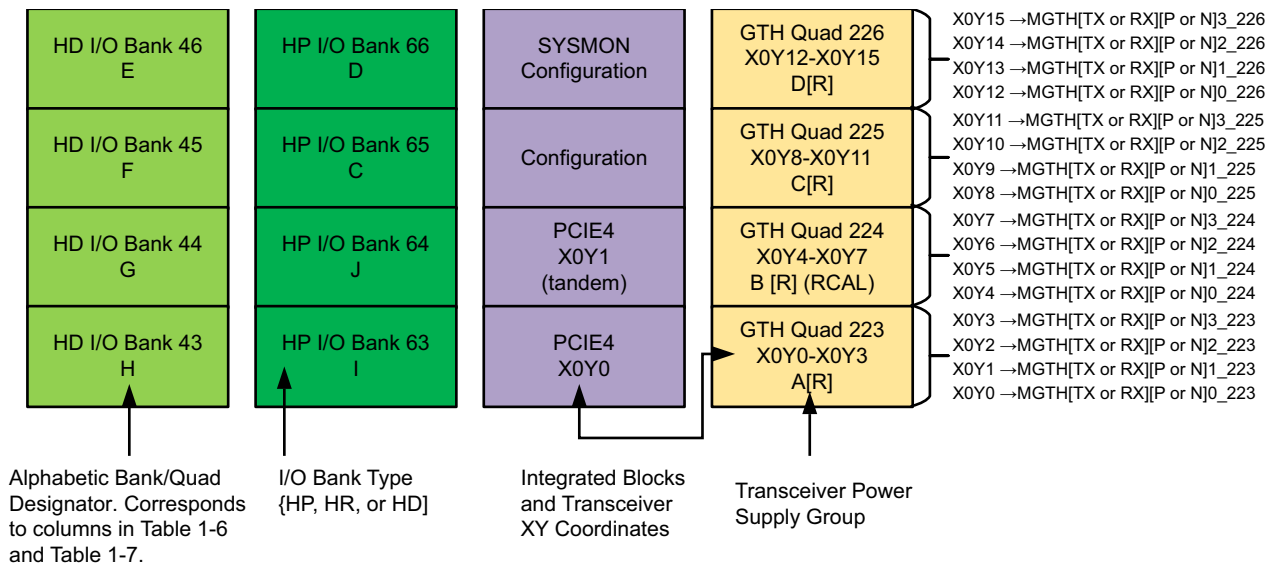 HD I/O Bank 46
E
HP I/O Bank 66
D
SYSMON
Configuration
GTH Quad 226
X0Y12-X0Y15
D[R]
X0Y15 →MGTH[TX or RX][P or N]3_226
X0Y14 →MGTH[TX or RX][P or N]2_226
X0Y13 →MGTH[TX or RX][P or N]1_226
X0Y12 →MGTH[TX or RX][P or N]0_226
HD I/O Bank 45
F
HP I/O Bank 65
C
Configuration
GTH Quad 225
X0Y8-X0Y11
C[R]
X0Y11 →MGTH[TX or RX][P or N]3_225
X0Y10 →MGTH[TX or RX][P or N]2_225
X0Y9 →MGTH[TX or RX][P or N]1_225
X0Y8 →MGTH[TX or RX][P or N]0_225
HD I/O Bank 44
G
HP I/O Bank 64
J
PCIE4
X0Y1
(tandem)
GTH Quad 224
X0Y4-X0Y7
B [R] (RCAL)
X0Y7 →MGTH[TX or RX][P or N]3_224
X0Y6 →MGTH[TX or RX][P or N]2_224
X0Y5 →MGTH[TX or RX][P or N]1_224
X0Y4 →MGTH[TX or RX][P or N]0_224
HD I/O Bank 43
H
HP I/O Bank 63
I
PCIE4
X0Y0
GTH Quad 223
X0Y0-X0Y3
A[R]
X0Y3 →MGTH[TX or RX][P or N]3_223
X0Y2 →MGTH[TX or RX][P or N]2_223
X0Y1 →MGTH[TX or RX][P or N]1_223
X0Y0 →MGTH[TX or RX][P or N]0_223
Alphabetic Bank/Quad
Designator. Corresponds
to columns in Table 1-6
and Table 1-7.
I/O Bank Type
{HP, HR, or HD]
Integrated Blocks
and Transceiver
XY Coordinates
Transceiver Power
Supply Group